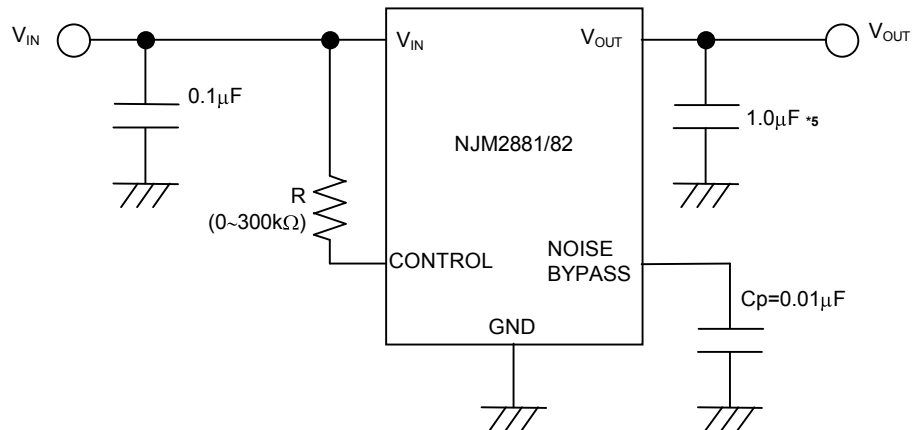 VIN
VIN
VOUT
VOUT
0.1μF
1.0μF *5
NJM2881/82
R
(0~300kΩ)
CONTROL
NOISE
BYPASS
Cp=0.01μF
GND